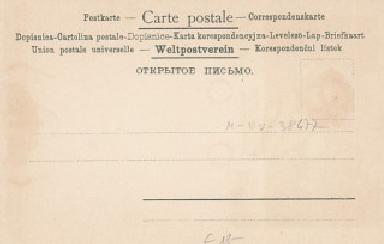 Postkarte — Carte postale — Correspondenzkarte
Dopisnica-Cartolina postale-Dopisnice-Karta korespondencyjna-Levelező-Lap-Briefkaart
Union postale universelle — Weltpostverein — Korespondenční lístek
ОТКРЫТОЕ ПИСЬМО.